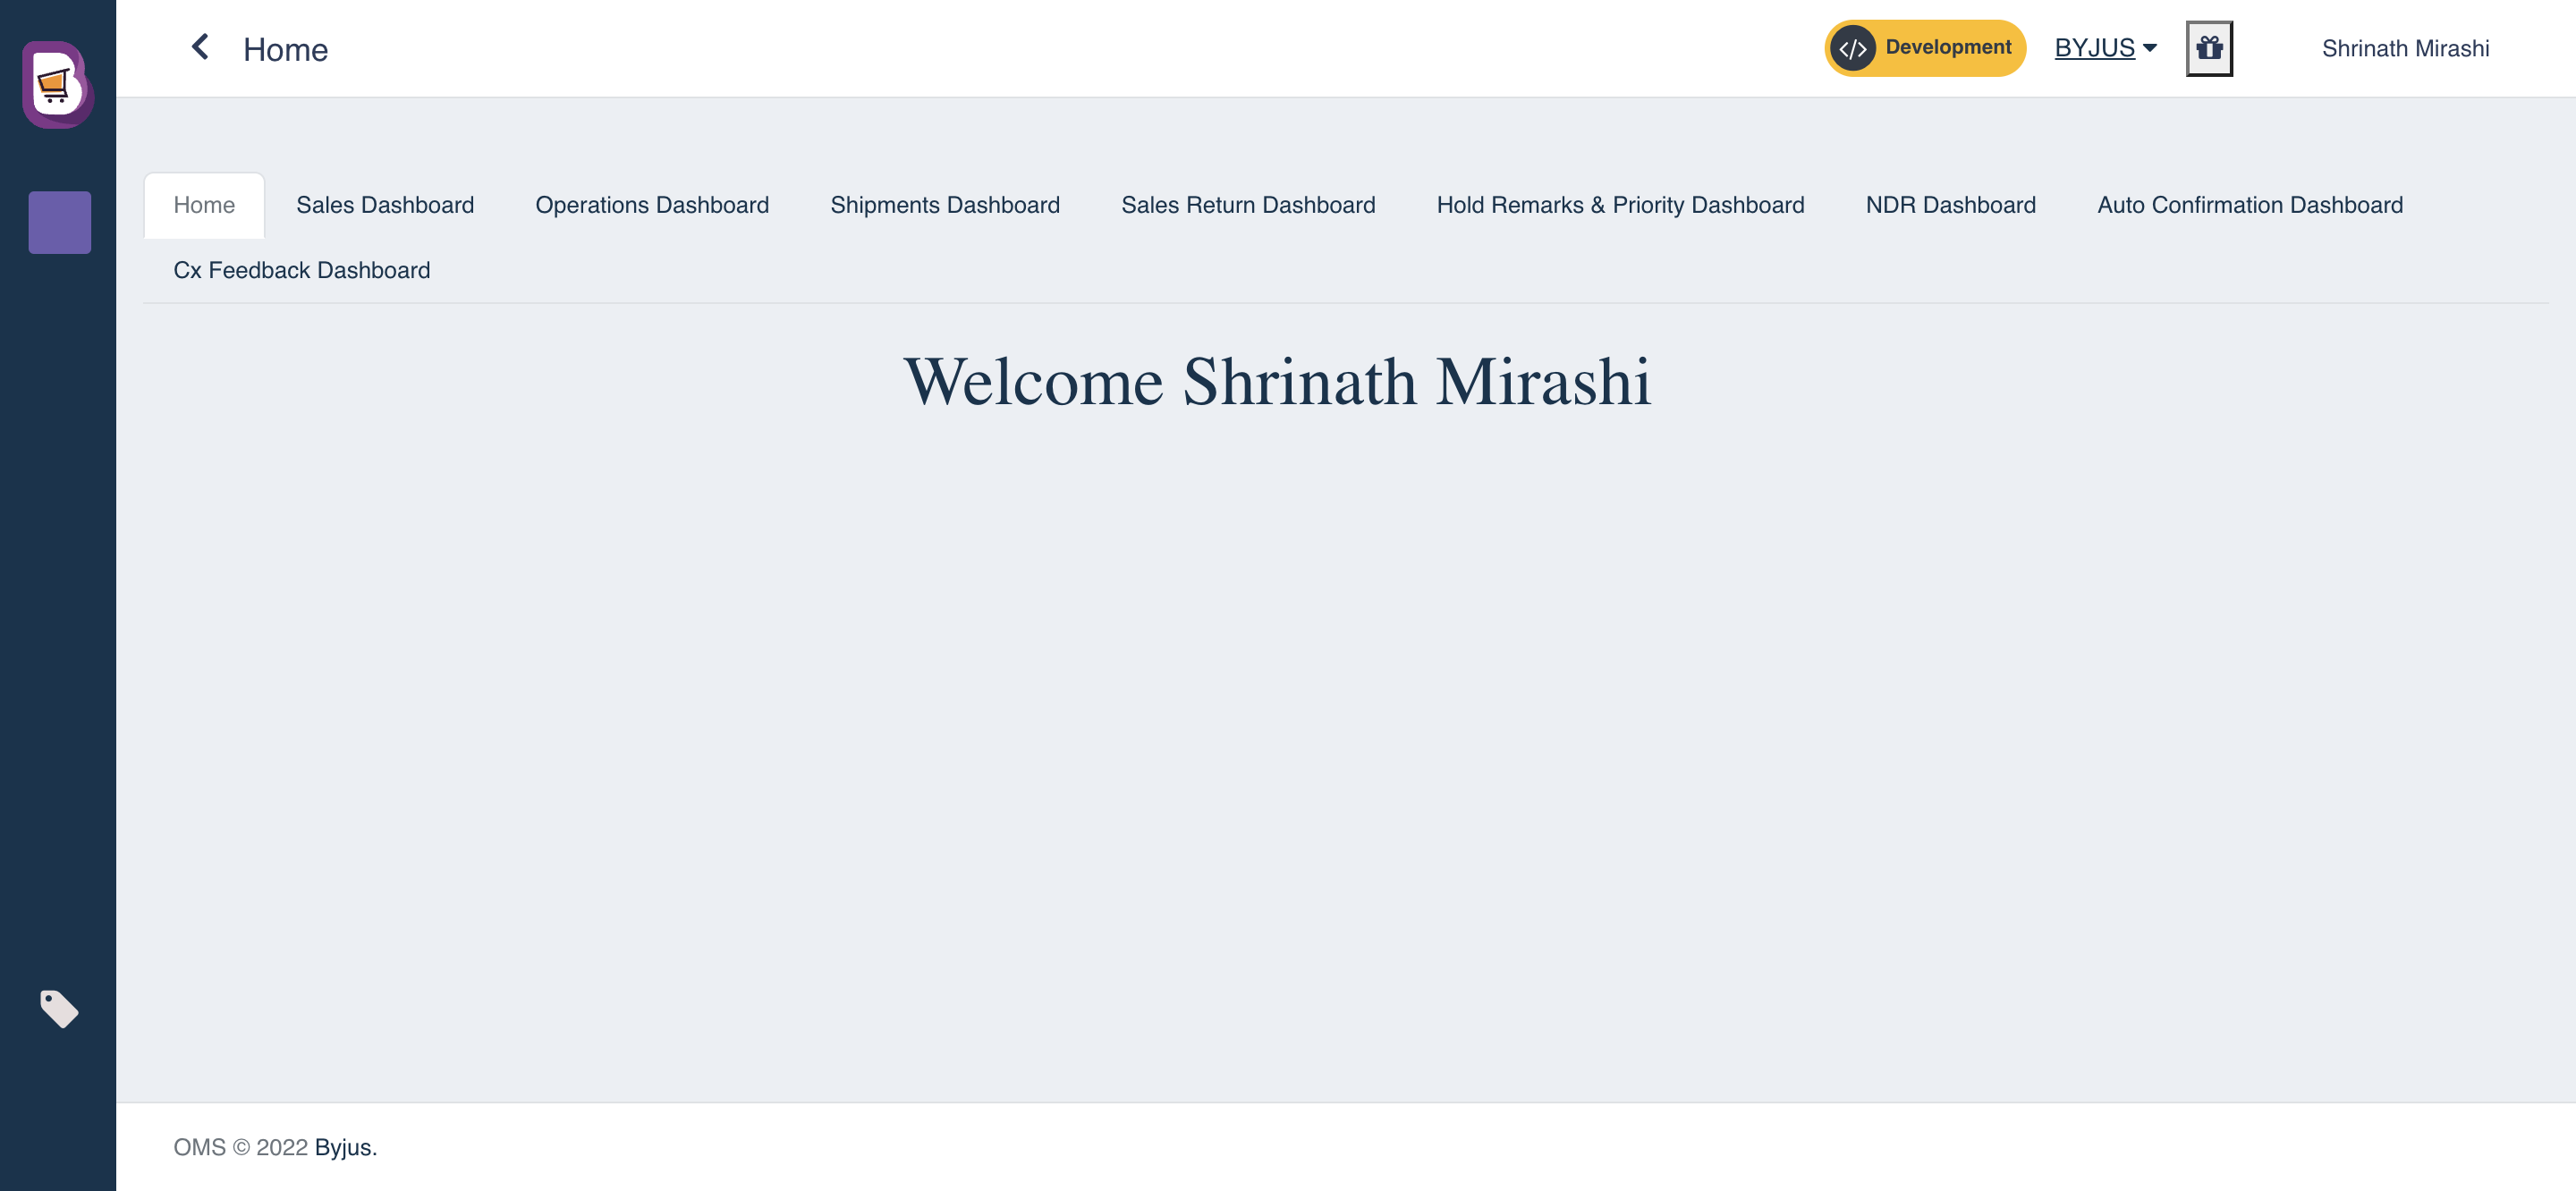 Home
Development
BYJUS
Shrinath Mirashi
Home
Sales Dashboard
Operations Dashboard
Shipments Dashboard
Sales Return Dashboard
Hold Remarks & Priority Dashboard
NDR Dashboard
Auto Confirmation Dashboard
Cx Feedback Dashboard
Welcome Shrinath Mirashi
OMS © 2022 Byjus.